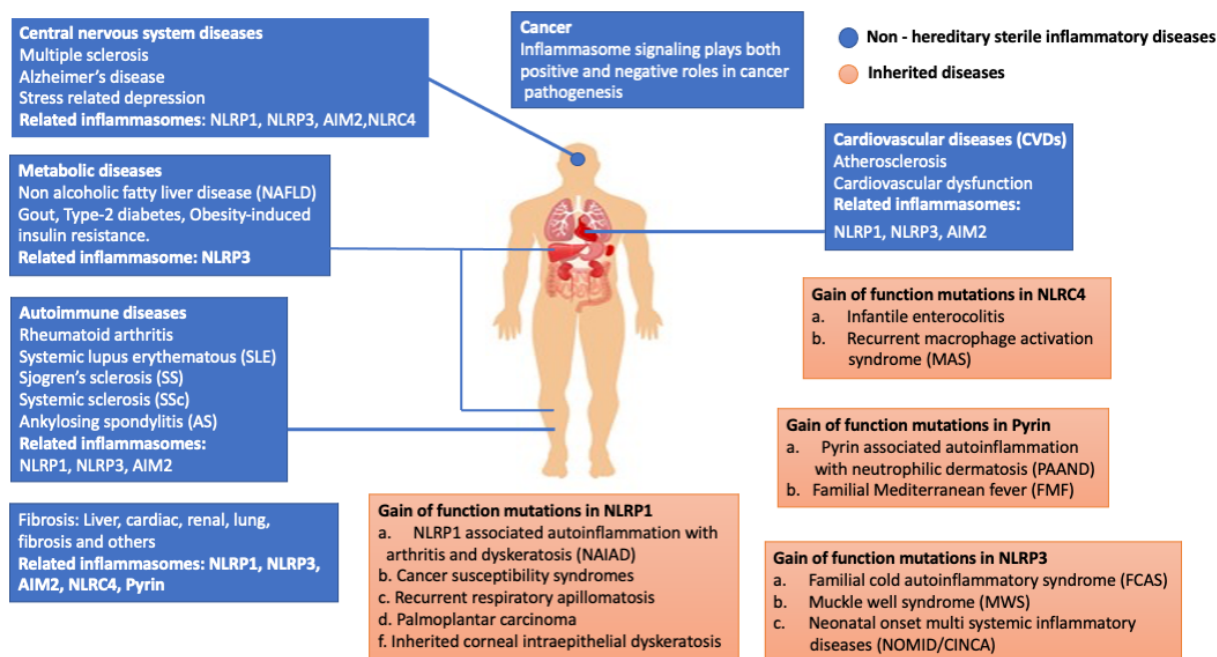 Central nervous system diseases
Multiple sclerosis
Alzheimer's disease
Stress related depression
Related inflammasomes: NLRP1, NLRP3, AIM2,NLRC4
Cancer
Inflammasome signaling plays both
positive and negative roles in cancer
pathogenesis
Non - hereditary sterile inflammatory diseases
Inherited diseases
Metabolic diseases
Non alcoholic fatty liver disease (NAFLD)
Gout, Type-2 diabetes, Obesity-induced
insulin resistance.
Related inflammasome: NLRP3
Cardiovascular diseases (CVDs)
Atherosclerosis
Cardiovascular dysfunction
Related inflammasomes:
NLRP1, NLRP3, AIM2
Autoimmune diseases
Rheumatoid arthritis
Systemic lupus erythematous (SLE)
Sjogren's sclerosis (SS)
Systemic sclerosis (SSc)
Ankylosing spondylitis (AS)
Related inflammasomes:
NLRP1, NLRP3, AIM2
Gain of function mutations in NLRC4
a. Infantile enterocolitis
b. Recurrent macrophage activation
syndrome (MAS)
Gain of function mutations in Pyrin
a. Pyrin associated autoinflammation
with neutrophilic dermatosis (PAAND)
b. Familial Mediterranean fever (FMF)
Fibrosis: Liver, cardiac, renal, lung,
fibrosis and others
Related inflammasomes: NLRP1, NLRP3,
AIM2, NLRC4, Pyrin
Gain of function mutations in NLRP1
a. NLRP1 associated autoinflammation with
arthritis and dyskeratosis (NAIAD)
b. Cancer susceptibility syndromes
c. Recurrent respiratory apillomatosis
d. Palmoplantar carcinoma
f. Inherited corneal intraepithelial dyskeratosis
Gain of function mutations in NLRP3
a. Familial cold autoinflammatory syndrome (FCAS)
b. Muckle well syndrome (MWS)
c. Neonatal onset multi systemic inflammatory
diseases (NOMID/CINCA)